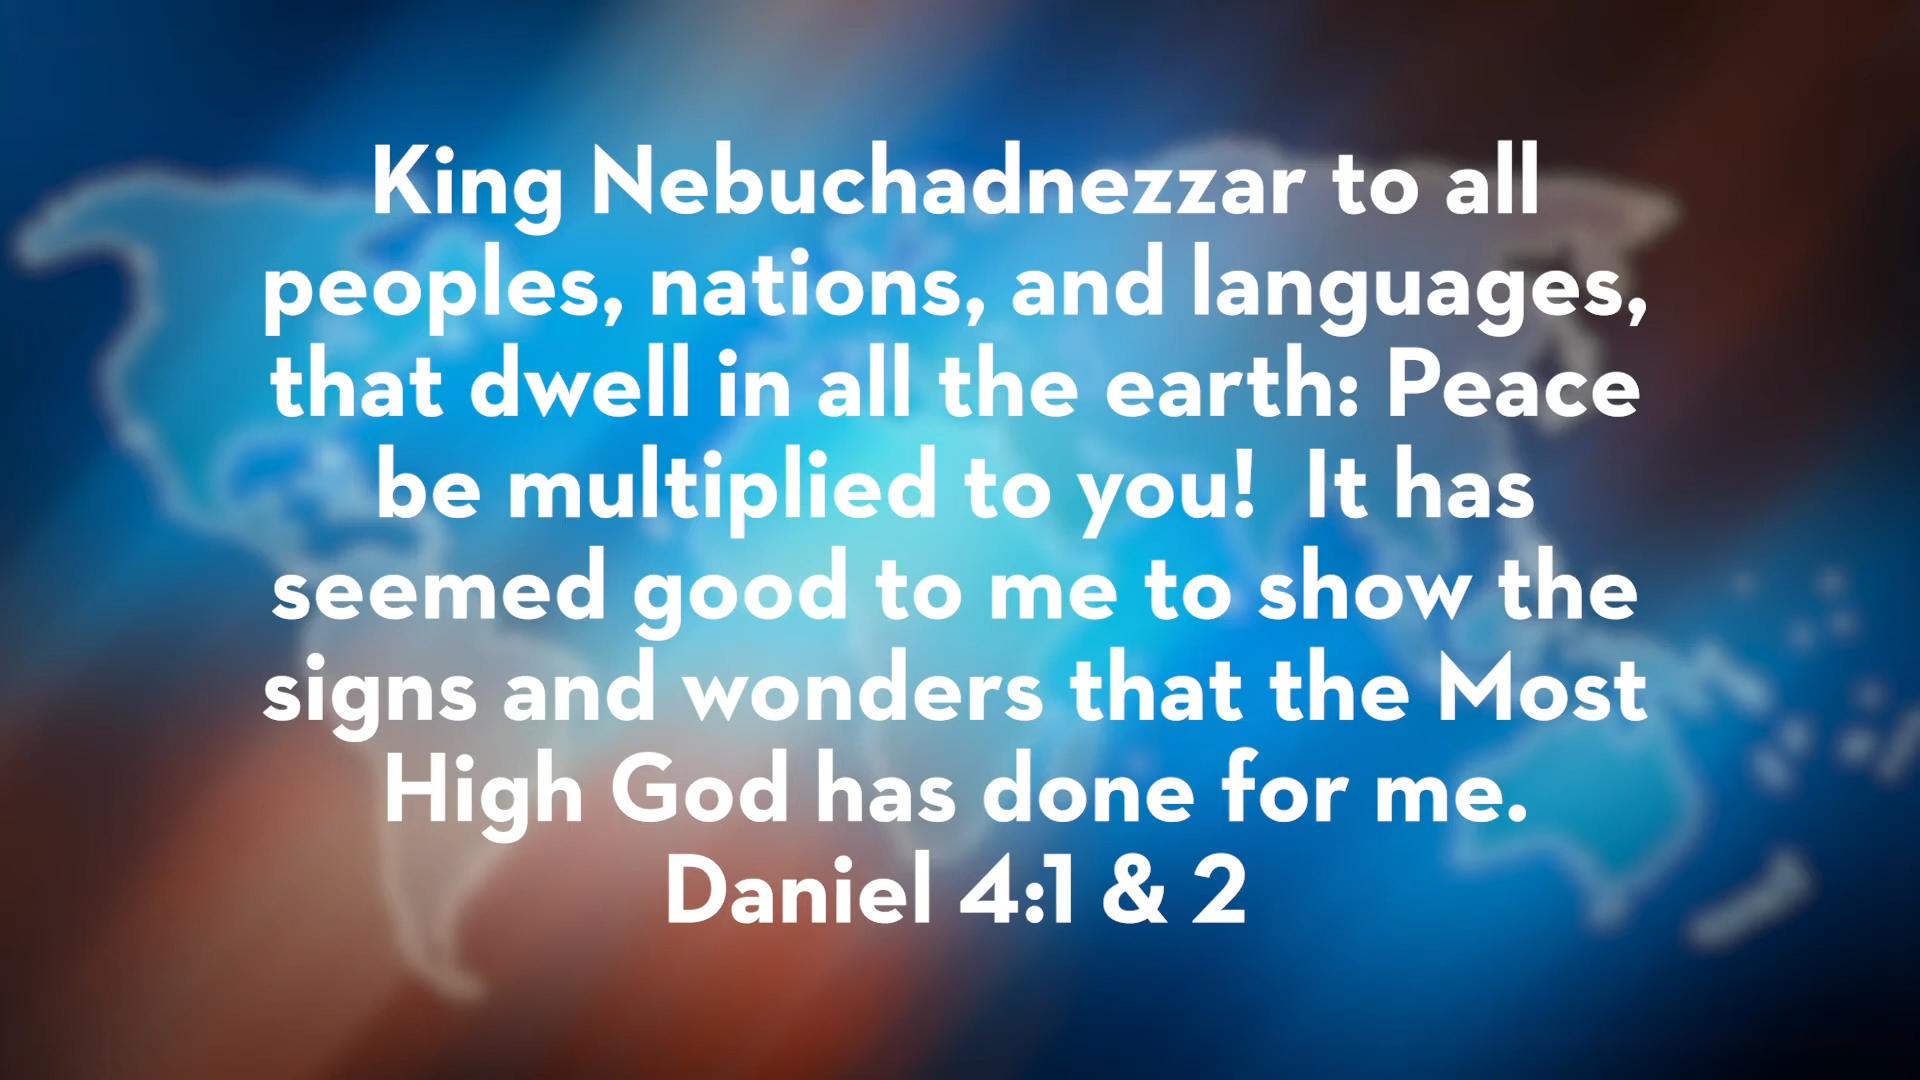 King Nebuchadnezzar to all
peoples, nations, and languages,
that dwell in all the earth: Peace
be multiplied to you!  It has
seemed good to me to show the
signs and wonders that the Most
High God has done for me.
Daniel 4:1 & 2